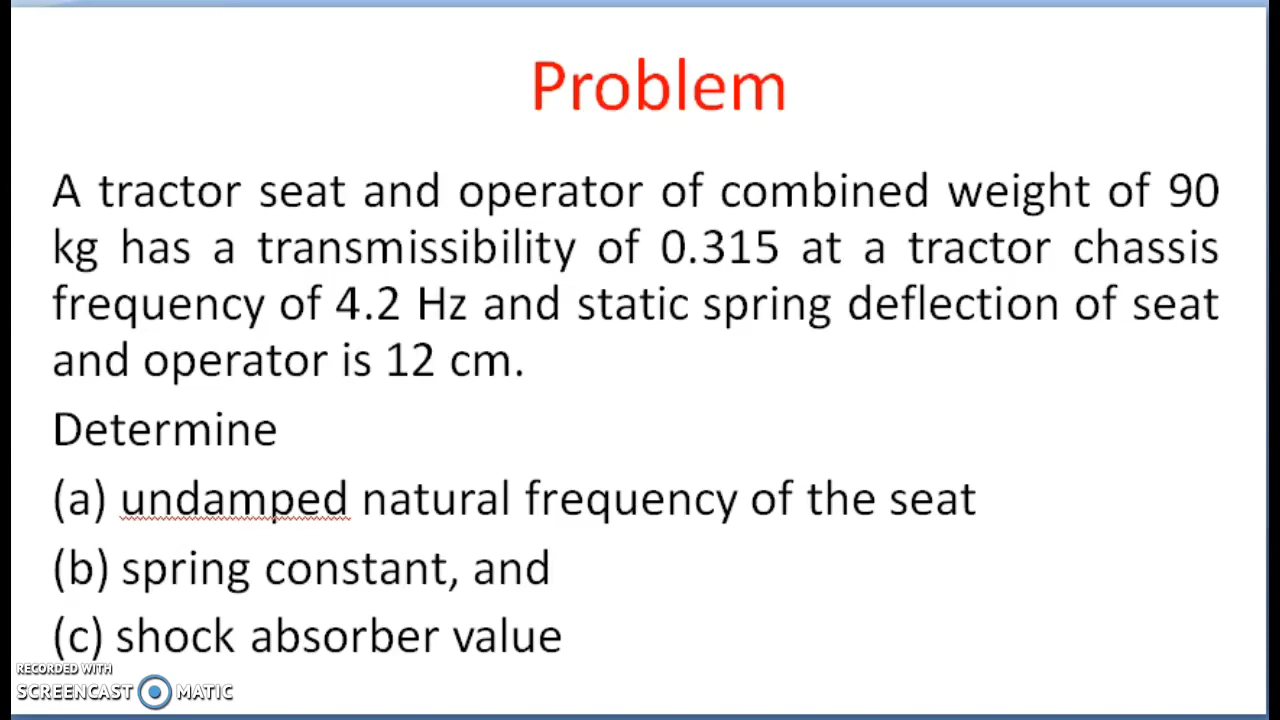 Problem
A tractor seat and operator of combined weight of 90
kg has a transmissibility of 0.315 at a tractor chassis
frequency of 4.2 Hz and static spring deflection of seat
and operator is 12 cm.
Determine
(a) undamped natural frequency of the seat
(b) spring constant, and
(c) shock absorber value
RECORDED WITH
SCREENCAST MATIC